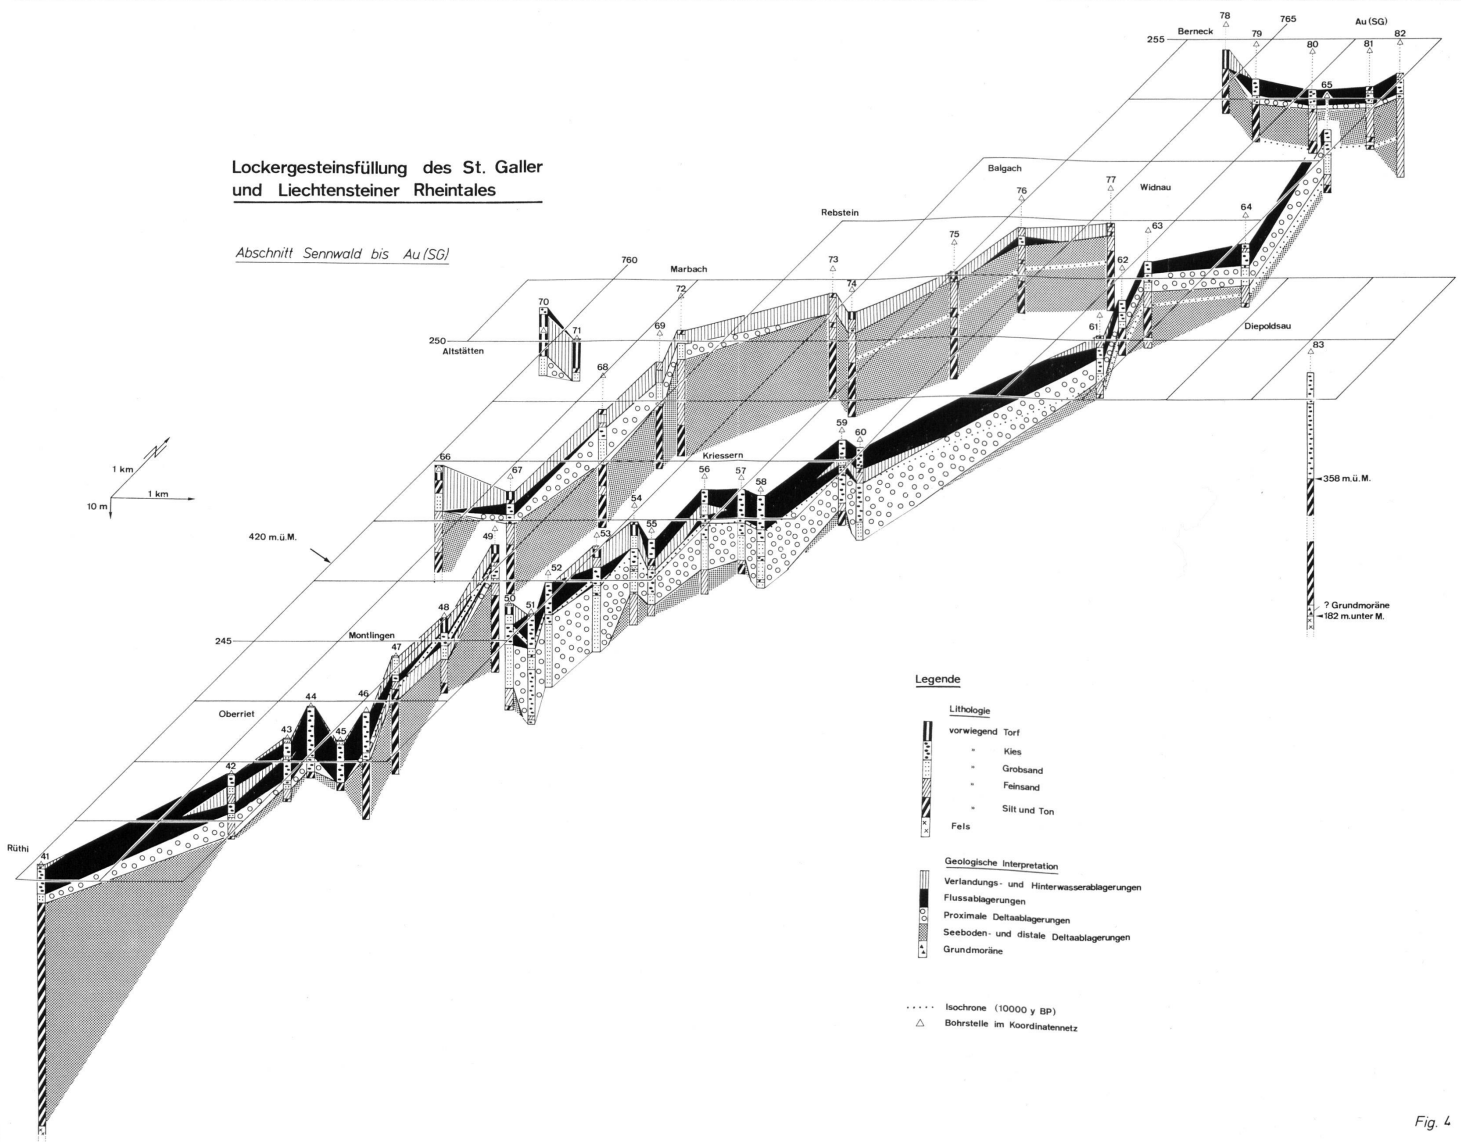 Lockergesteinsfüllung des St. Galler
und Liechtensteiner Rheintales
Abschnitt Sennwald bis Au (SG)
78
765
Au (SG)
Berneck
79
82
255
80
81
65
Balgach
Widnau
77
76
Rebstein
64
63
75
760
Marbach
73
62
72
74
70
69
61
Diepoldsau
71
250
Altstätten
83
68
59
60
66
67
Kriessern
56
57
358 m.ü.M.
1 km
1 km
10 m
58
54
55
420 m.ü.M.
49
53
52
50
51
48
? Grundmoräne
182 m.unter M.
245
Montlingen
47
46
44
Oberriet
43
45
42
Rüthi
41
Legende
Lithologie
vorwiegend Torf
" Kies
" Grobsand
" Feinsand
" Silt und Ton
Fels
Geologische Interpretation
Verlandungs- und Hinterwasserablagerungen
Flussablagerungen
Proximale Deltaablagerungen
Seeboden- und distale Deltaablagerungen
Grundmoräne
Isochrone (10000 y BP)
Bohrstelle im Koordinatennetz
Fig. 4